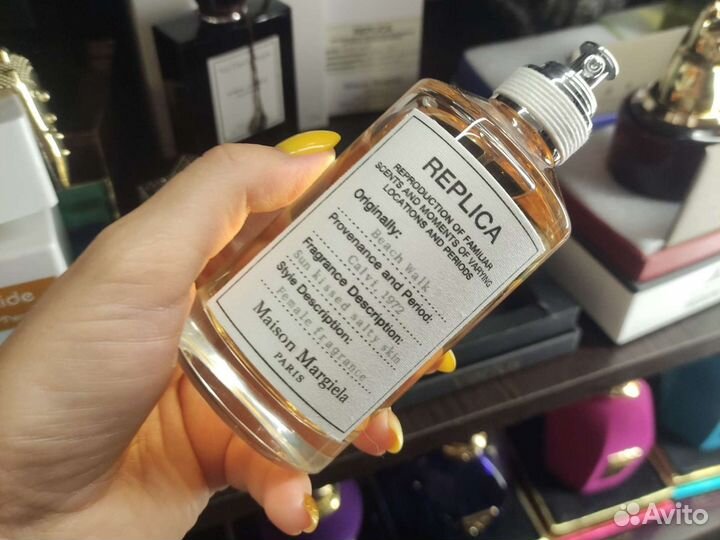 REPLICA
REPRODUCTION OF FAMILIAR
SCENTS AND MOMENTS OF VARYING
LOCATIONS AND PERIODS
Originally:
Beach Walk
Provenance and Period:
Calvi, 1972
Fragrance Description:
Sun kissed salty skin
Style Description:
Female fragrance
Maison Margiela
PARIS
ide
Avito